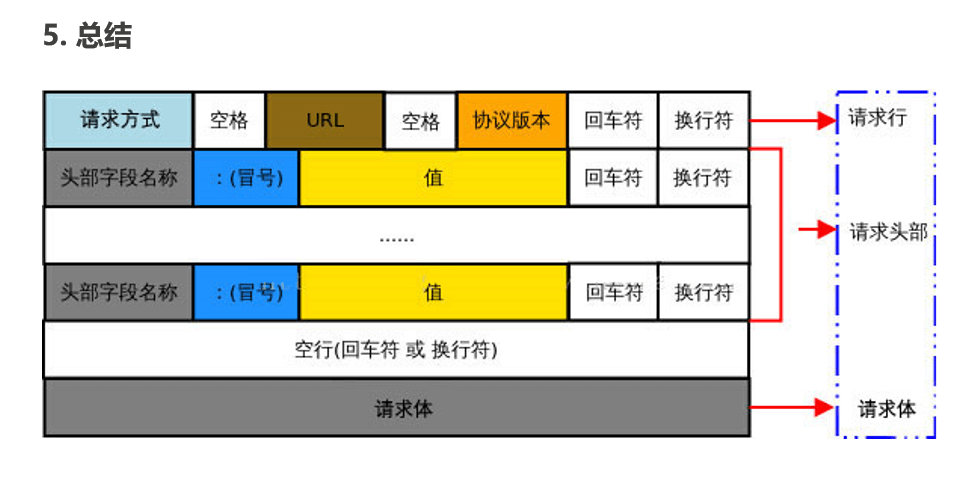 5. 总结
请求方式 空格 URL 空格 协议版本 回车符 换行符 请求行
头部字段名称 : (冒号) 值 回车符 换行符
...... 请求头部
头部字段名称 : (冒号) 值 回车符 换行符
空行(回车符 或 换行符)
请求体 请求体